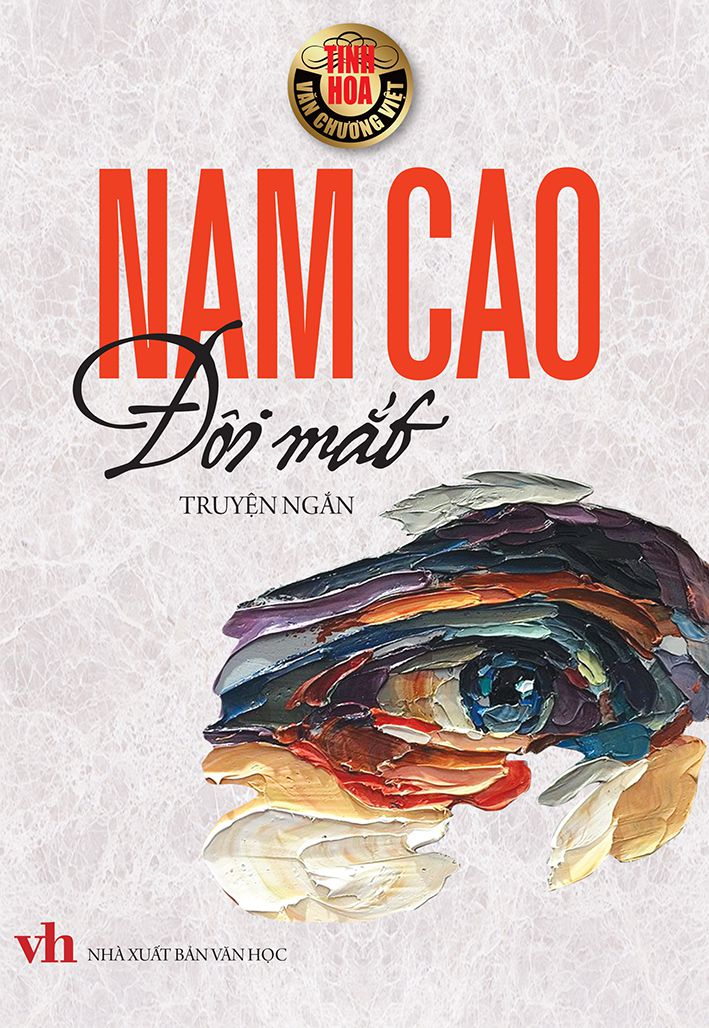 TINH
HOA
VĂN CHƯƠNG VIỆT
NAM CAO
Đôi mắt
TRUYỆN NGẮN
vh NHÀ XUẤT BẢN VĂN HỌC